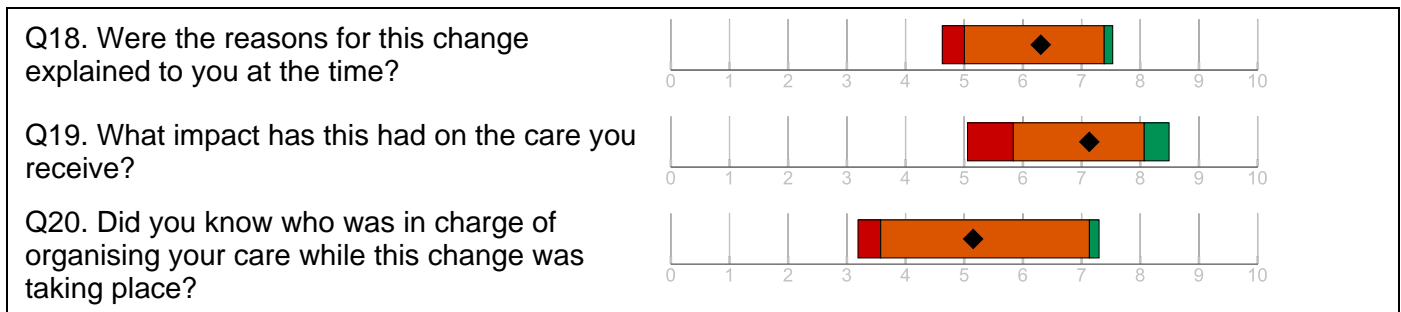 Q18. Were the reasons for this change
explained to you at the time?
0 1 2 3 4 5 6 7 8 9 10
Q19. What impact has this had on the care you
receive?
0 1 2 3 4 5 6 7 8 9 10
Q20. Did you know who was in charge of
organising your care while this change was
taking place?
0 1 2 3 4 5 6 7 8 9 10